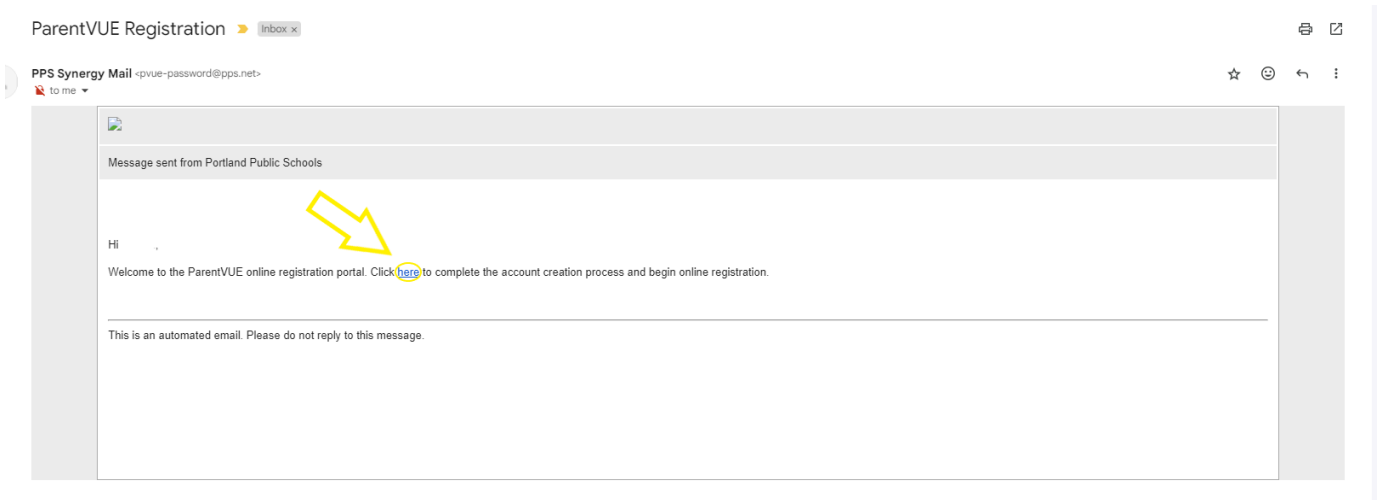 ParentVUE Registration Inbox x
PPS Synergy Mail <pvue-password@pps.net>
to me
Message sent from Portland Public Schools
Hi ,
Welcome to the ParentVUE online registration portal. Click here to complete the account creation process and begin online registration.
This is an automated email. Please do not reply to this message.